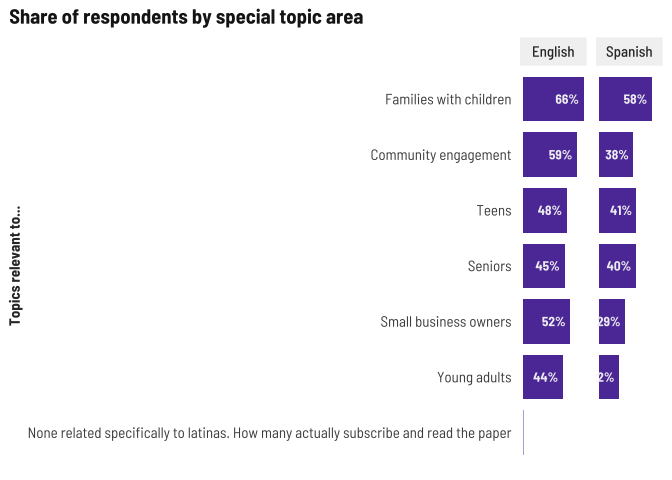 Share of respondents by special topic area
English Spanish
Topics relevant to...
Families with children 66% 58%
Community engagement 59% 38%
Teens 48% 41%
Seniors 45% 40%
Small business owners 52% 29%
Young adults 44%
None related specifically to latinas. How many actually subscribe and read the paper